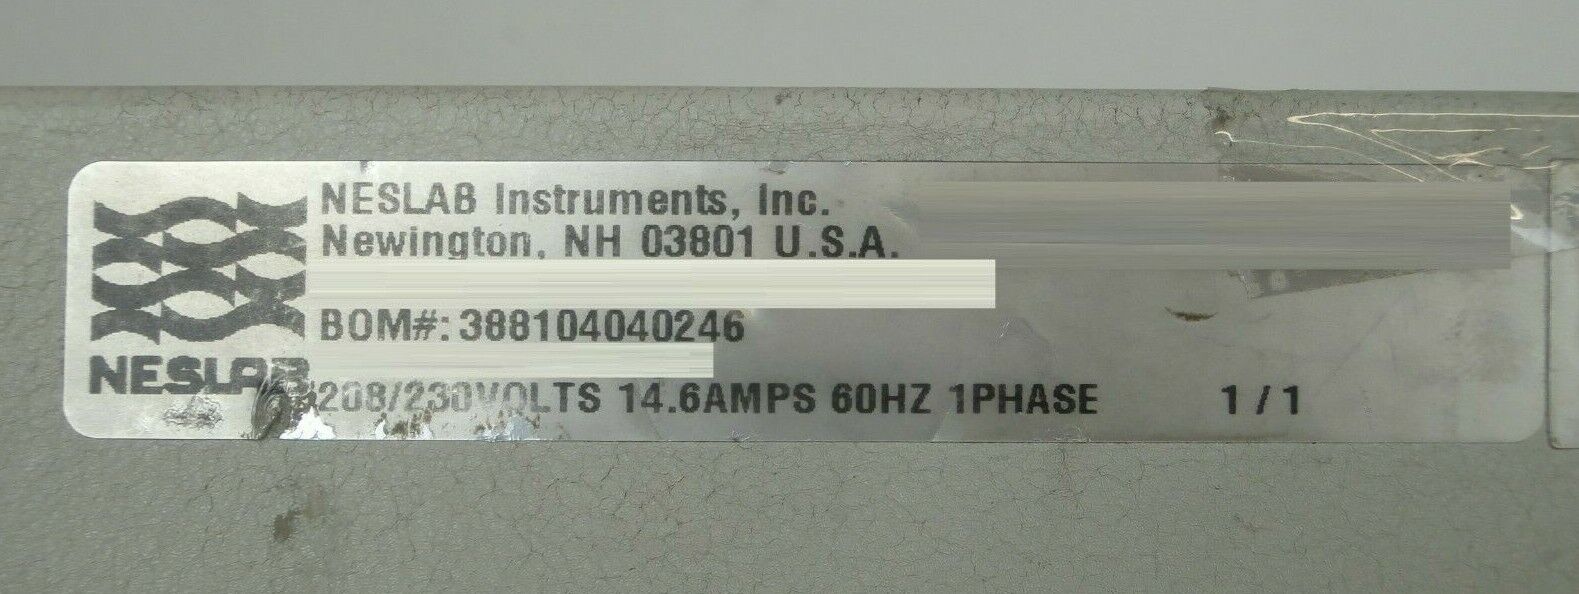 NESLAB Instruments, Inc.
Newington, NH 03801 U.S.A.
BOM#: 388104040246
NESLAB
208/230VOLTS 14.6AMPS 60HZ 1PHASE 1 / 1